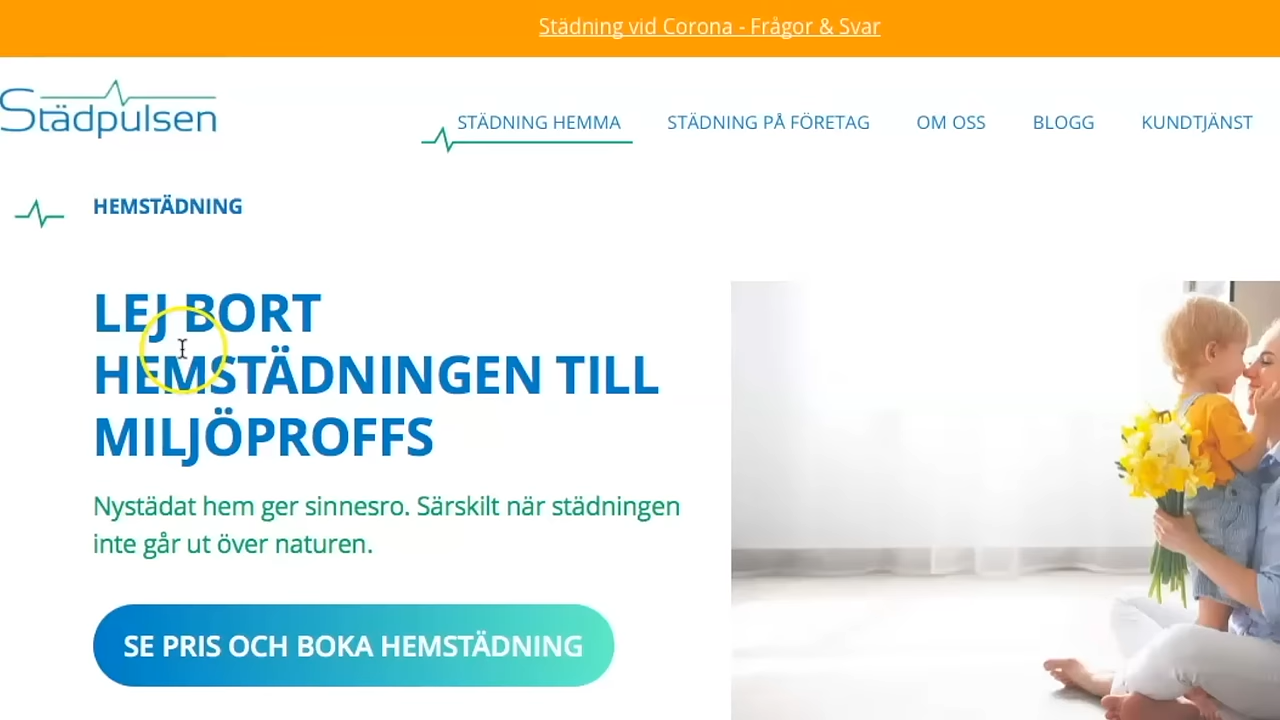 Städning vid Corona - Frågor & Svar
Städpulsen
STÄDNING HEMMA
STÄDNING PÅ FÖRETAG
OM OSS
BLOGG
KUNDTJÄNST
HEMSTÄDNING
LEJ BORT
HEMSTÄDNINGEN TILL
MILJÖPROFFS
Nystädat hem ger sinnesro. Särskilt när städningen
inte går ut över naturen.
SE PRIS OCH BOKA HEMSTÄDNING